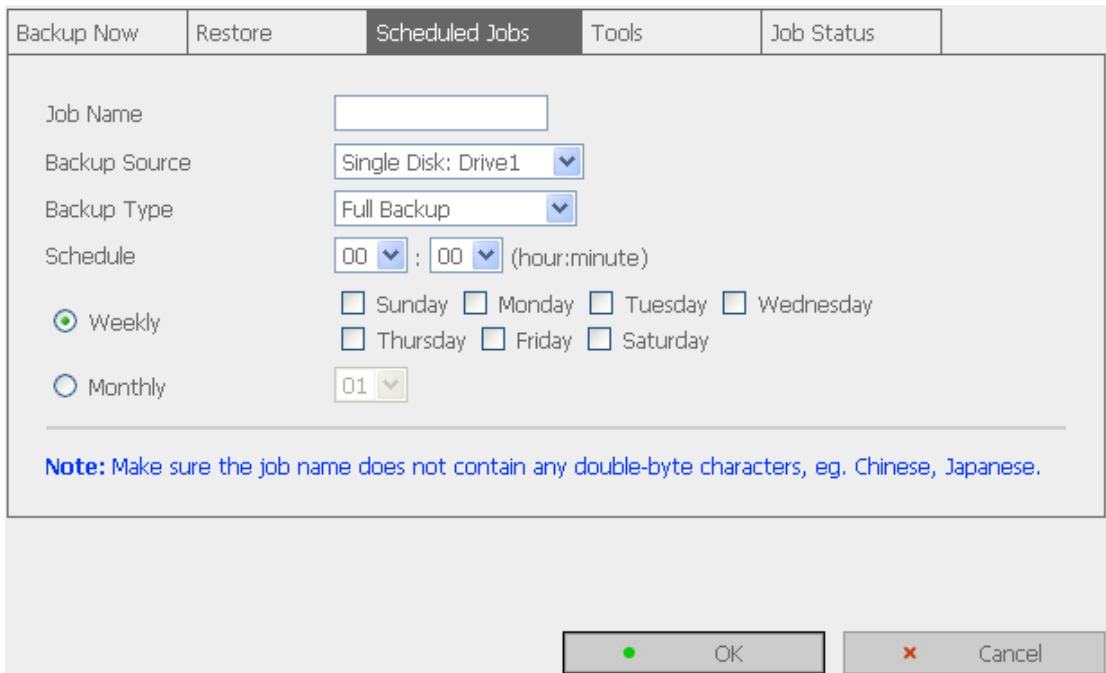 Backup Now Restore Scheduled Jobs Tools Job Status
Job Name
Backup Source Single Disk: Drive1
Backup Type Full Backup
Schedule 00 : 00 (hour:minute)
Weekly
Sunday Monday Tuesday Wednesday
Thursday Friday Saturday
Monthly 01
Note: Make sure the job name does not contain any double-byte characters, eg. Chinese, Japanese.
OK Cancel